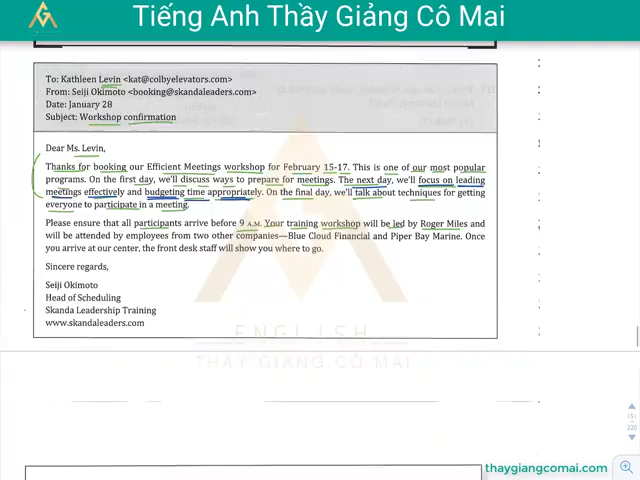 Tiếng Anh Thầy Giảng Cô Mai
To: Kathleen Levin <kat@colbyelevators.com>
From: Seiji Okimoto <booking@skandaleaders.com>
Date: January 28
Subject: Workshop confirmation
Dear Ms. Levin,
Thanks for booking our Efficient Meetings workshop for February 15-17. This is one of our most popular
programs. On the first day, we'll discuss ways to prepare for meetings. The next day, we'll focus on leading
meetings effectively and budgeting time appropriately. On the final day, we'll talk about techniques for getting
everyone to participate in a meeting.
Please ensure that all participants arrive before 9 A.M. Your training workshop will be led by Roger Miles and
will be attended by employees from two other companies—Blue Cloud Financial and Piper Bay Marine. Once
you arrive at our center, the front desk staff will show you where to go.
Sincere regards,
Seiji Okimoto
Head of Scheduling
Skanda Leadership Training
www.skandaleaders.com
ENGLISH
THẦY GIẢNG CÔ MAI
151
220
thaygiangcomai.com